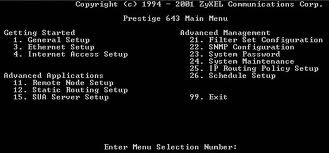 Copyright (c) 1994 - 2001 ZyXEL Communications Corp.
Prestige 643 Main Menu
Getting Started
1. General Setup
3. Ethernet Setup
4. Internet Access Setup
Advanced Applications
11. Remote Node Setup
12. Static Routing Setup
15. SUA Server Setup
Advanced Management
21. Filter Set Configuration
22. SNMP Configuration
23. System Password
24. System Maintenance
25. IP Routing Policy Setup
26. Schedule Setup
99. Exit
Enter Menu Selection Number: